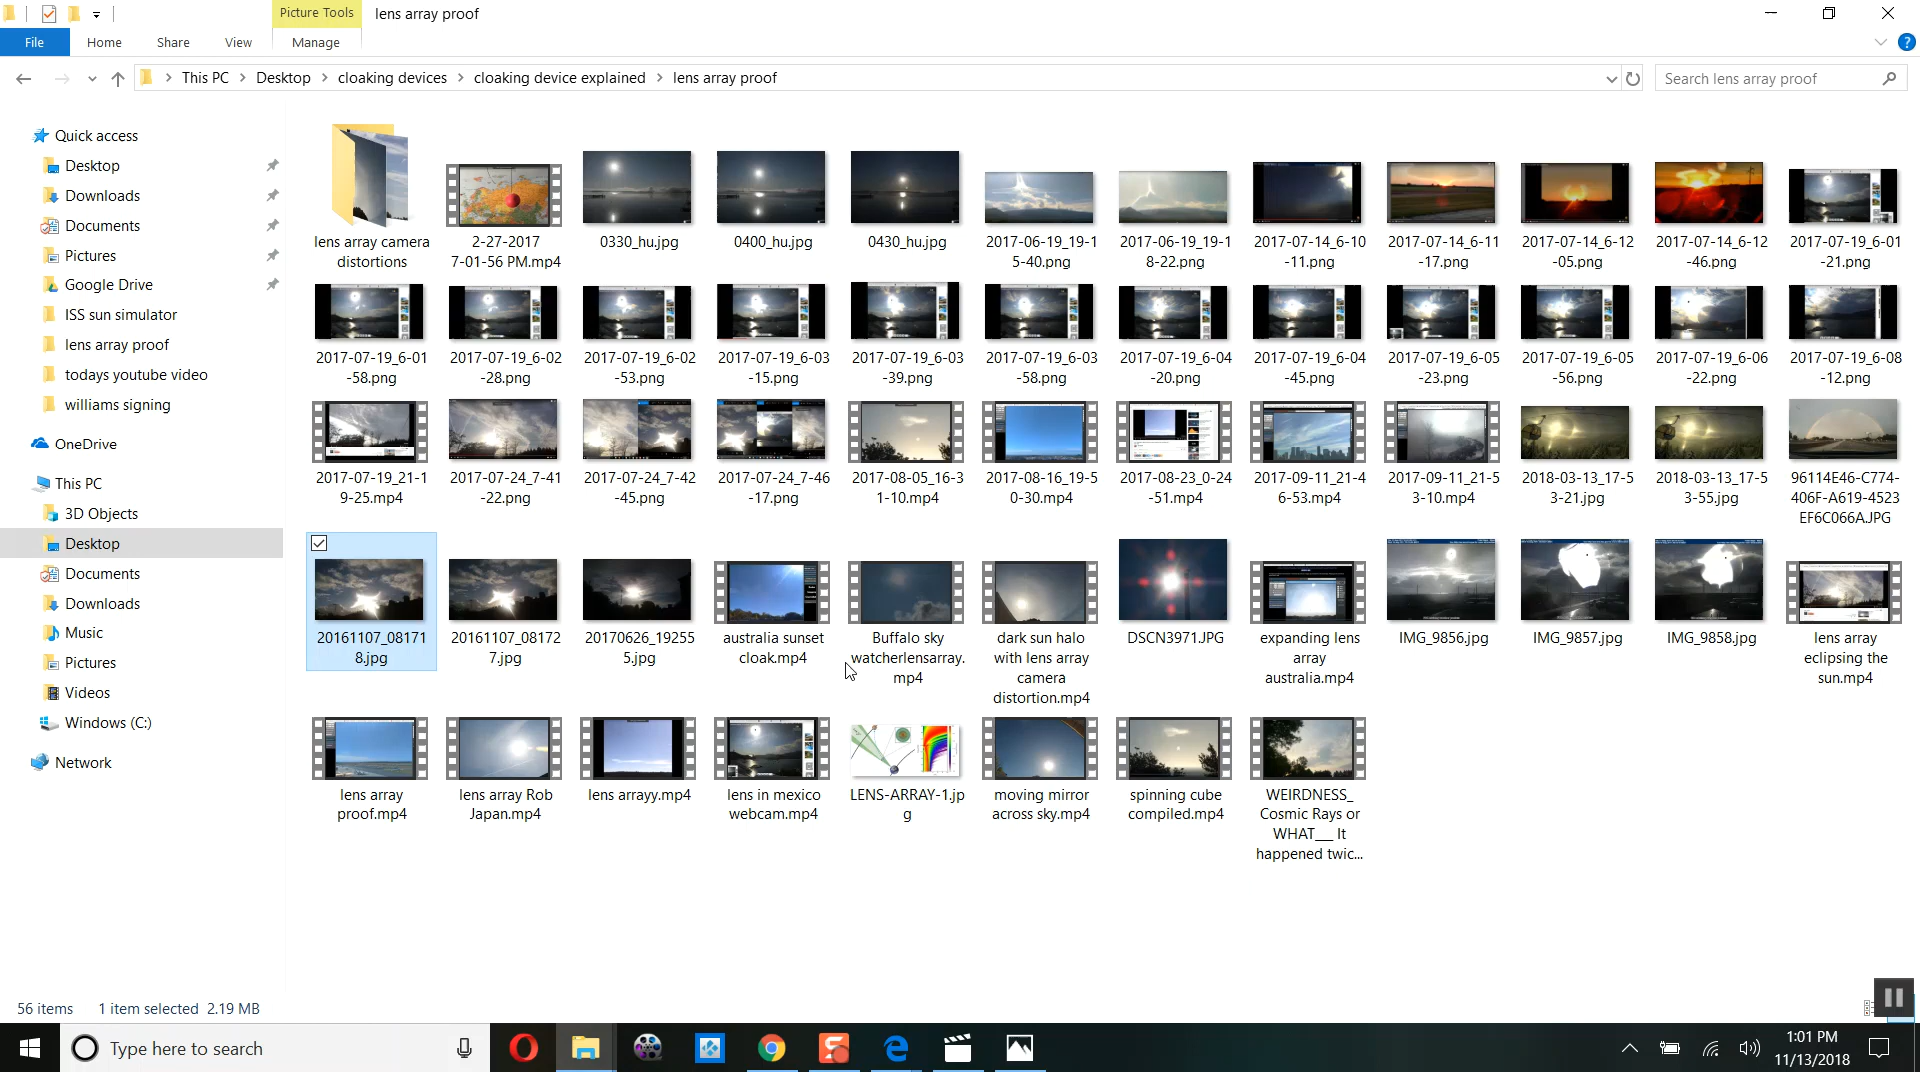 Picture Tools
lens array proof
File
Home
Share
View
Manage
This PC
Desktop
cloaking devices
cloaking device explained
lens array proof
Search lens array proof
Quick access
Desktop
Downloads
Documents
Pictures
Google Drive
ISS sun simulator
lens array proof
todays youtube video
williams signing
OneDrive
This PC
3D Objects
Desktop
Documents
Downloads
Music
Pictures
Videos
Windows (C:)
Network
lens array camera
distortions
2-27-2017
7-01-56 PM.mp4
0330_hu.jpg
0400_hu.jpg
0430_hu.jpg
2017-06-19_19-1
5-40.png
2017-06-19_19-1
8-22.png
2017-07-14_6-10
-11.png
2017-07-14_6-11
-17.png
2017-07-14_6-12
-05.png
2017-07-14_6-12
-46.png
2017-07-19_6-01
-21.png
2017-07-19_6-01
-58.png
2017-07-19_6-02
-28.png
2017-07-19_6-02
-53.png
2017-07-19_6-03
-15.png
2017-07-19_6-03
-39.png
2017-07-19_6-03
-58.png
2017-07-19_6-04
-20.png
2017-07-19_6-04
-45.png
2017-07-19_6-05
-23.png
2017-07-19_6-05
-56.png
2017-07-19_6-06
-22.png
2017-07-19_6-08
-12.png
2017-07-19_21-1
9-25.mp4
2017-07-24_7-41
-22.png
2017-07-24_7-42
-45.png
2017-07-24_7-46
-17.png
2017-08-05_16-3
1-10.mp4
2017-08-16_19-5
0-30.mp4
2017-08-23_0-24
-51.mp4
2017-09-11_21-4
6-53.mp4
2017-09-11_21-5
3-10.mp4
2018-03-13_17-5
3-21.jpg
2018-03-13_17-5
3-55.jpg
96114E46-C774-
406F-A619-4523
EF6C066A.JPG
20161107_08171
8.jpg
20161107_08172
7.jpg
20170626_19255
5.jpg
australia sunset
cloak.mp4
Buffalo sky
watcherlensarray.
mp4
dark sun halo
with lens array
camera
distortion.mp4
DSCN3971.JPG
expanding lens
array
australia.mp4
IMG_9856.jpg
IMG_9857.jpg
IMG_9858.jpg
lens array
eclipsing the
sun.mp4
lens array
proof.mp4
lens array Rob
Japan.mp4
lens arrayy.mp4
lens in mexico
webcam.mp4
LENS-ARRAY-1.jp
g
moving mirror
across sky.mp4
spinning cube
compiled.mp4
WEIRDNESS_
Cosmic Rays or
WHAT__ It
happened twic...
56 items
1 item selected 2.19 MB
Type here to search
1:01 PM
11/13/2018